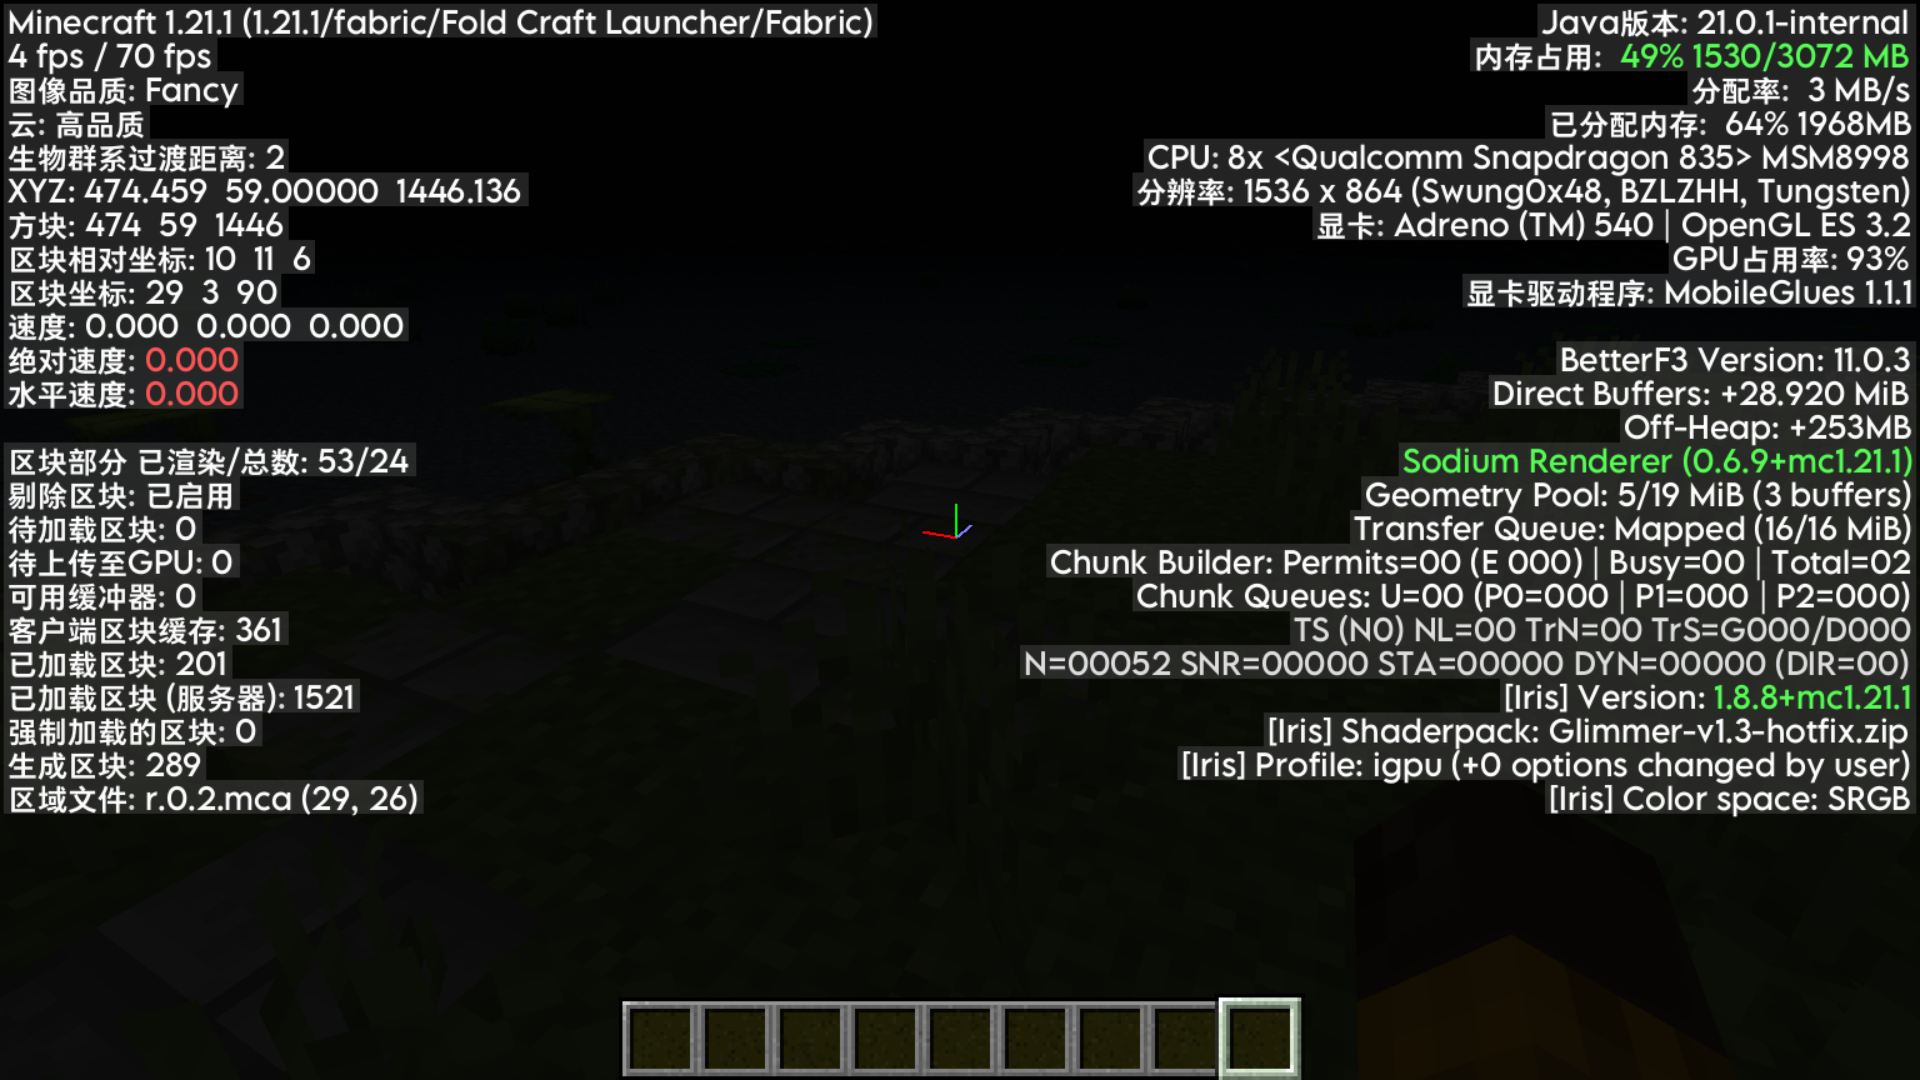 Minecraft 1.21.1 (1.21.1/fabric/Fold Craft Launcher/Fabric)
4 fps / 70 fps
图像品质: Fancy
云: 高品质
生物群系过渡距离: 2
XYZ: 474.459 59.00000 1446.136
方块: 474 59 1446
区块相对坐标: 10 11 6
区块坐标: 29 3 90
速度: 0.000 0.000 0.000
绝对速度: 0.000
水平速度: 0.000
区块部分 已渲染/总数: 53/24
剔除区块: 已启用
待加载区块: 0
待上传至GPU: 0
可用缓冲器: 0
客户端区块缓存: 361
已加载区块: 201
已加载区块 (服务器): 1521
强制加载的区块: 0
生成区块: 289
区域文件: r.0.2.mca (29, 26)
Java版本: 21.0.1-internal
内存占用: 49% 1530/3072 MB
分配率: 3 MB/s
已分配内存: 64% 1968MB
CPU: 8x <Qualcomm Snapdragon 835> MSM8998
分辨率: 1536 x 864 (Swung0x48, BZLZHH, Tungsten)
显卡: Adreno (TM) 540 | OpenGL ES 3.2
GPU占用率: 93%
显卡驱动程序: MobileGlues 1.1.1
BetterF3 Version: 11.0.3
Direct Buffers: +28.920 MiB
Off-Heap: +253MB
Sodium Renderer (0.6.9+mc1.21.1)
Geometry Pool: 5/19 MiB (3 buffers)
Transfer Queue: Mapped (16/16 MiB)
Chunk Builder: Permits=00 (E 000) | Busy=00 | Total=02
Chunk Queues: U=00 (P0=000 | P1=000 | P2=000)
TS (N0) NL=00 TrN=00 TrS=G000/D000
N=00052 SNR=00000 STA=00000 DYN=00000 (DIR=00)
[Iris] Version: 1.8.8+mc1.21.1
[Iris] Shaderpack: Glimmer-v1.3-hotfix.zip
[Iris] Profile: igpu (+0 options changed by user)
[Iris] Color space: SRGB